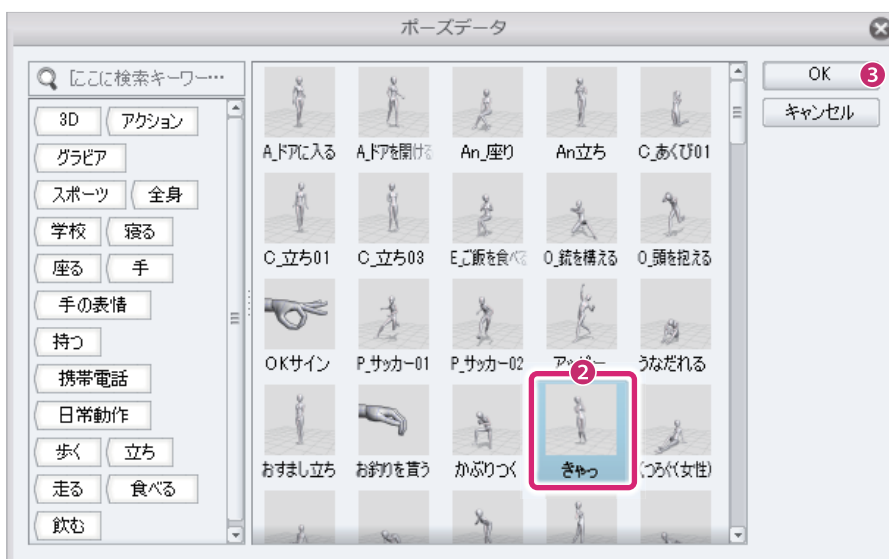 ポーズデータ
[ここに検索キーワー…
3D アクション
グラビア
スポーツ 全身
学校 寝る
座る 手
手の表情
持つ
携帯電話
日常動作
歩く 立ち
走る 食べる
飲む
A_ドアに入る A_ドアを開ける An_座り An立ち C_あくび01
C_立ち01 C_立ち03 E_ご飯を食べる O_銃を構える O_頭を抱える
OKサイン P_サッカー01 P_サッカー02 うなだれる
2
おすまし立ち お釣りを貰う かぶりつく きゃっ くつろぐ(女性)
OK 3
キャンセル